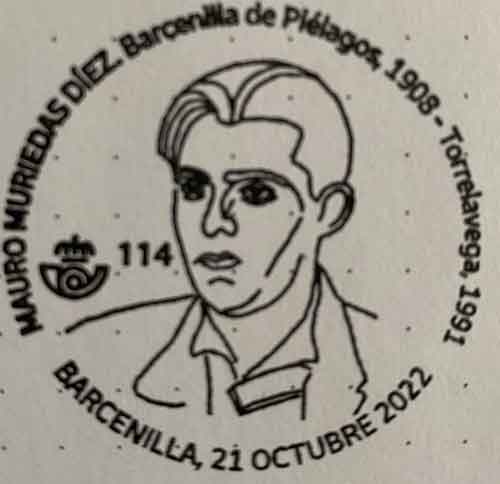 MAURO MURIEDAS DÍEZ. Barcenilla de Piélagos, 1908 - Torrelavega, 1991
114
BARCENILLA, 21 OCTUBRE 2022